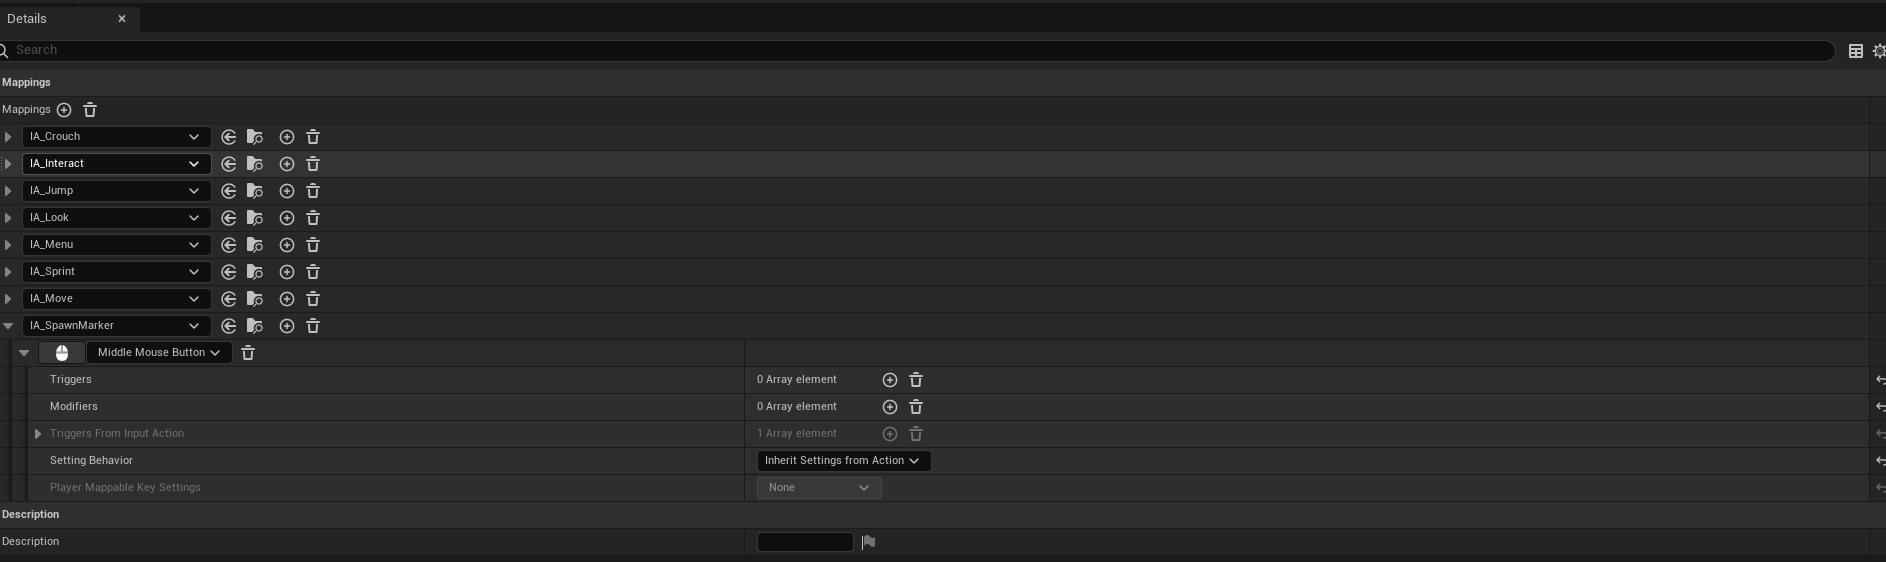 Details
Search
Mappings
Mappings
IA_Crouch
IA_Interact
IA_Jump
IA_Look
IA_Menu
IA_Sprint
IA_Move
IA_SpawnMarker
Middle Mouse Button
Triggers 0 Array element
Modifiers 0 Array element
Triggers From Input Action 1 Array element
Setting Behavior Inherit Settings from Action
Player Mappable Key Settings None
Description
Description